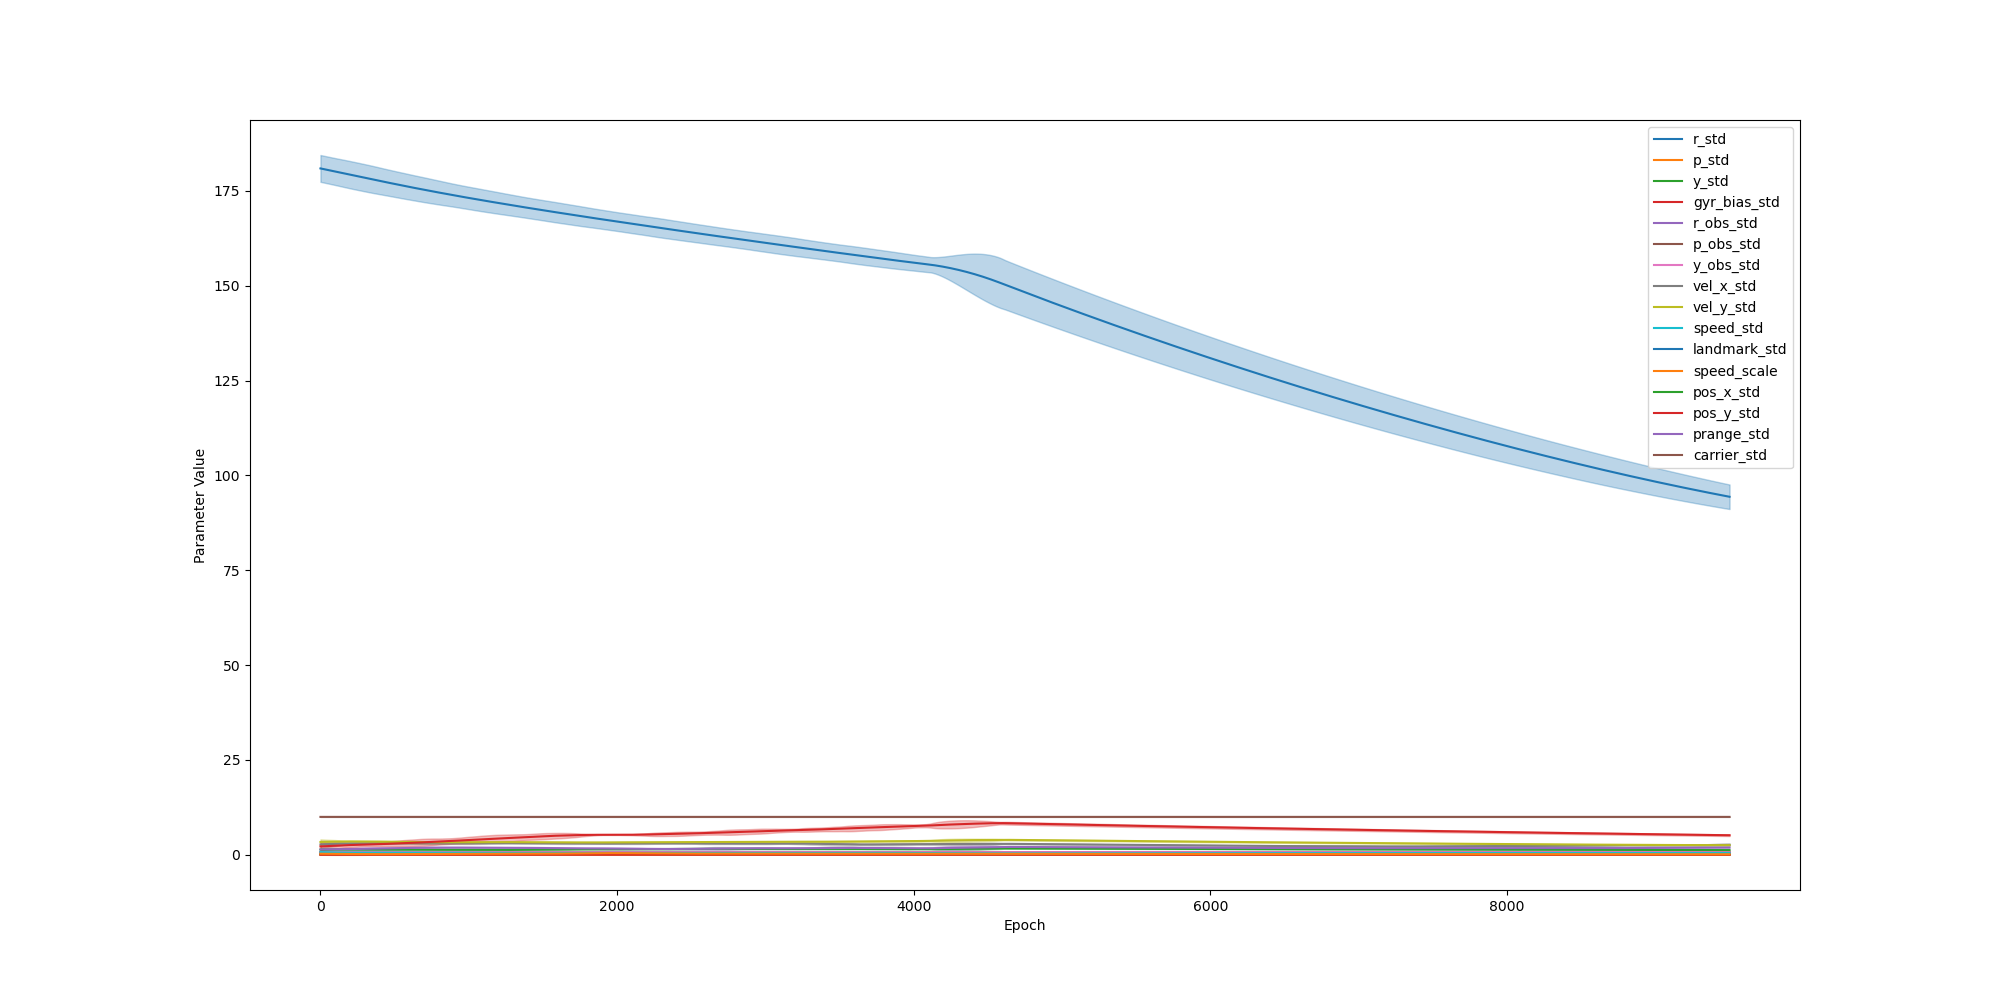 175
150
125
100
75
50
25
0
Parameter Value
0
2000
4000
6000
8000
Epoch
r_std
p_std
y_std
gyr_bias_std
r_obs_std
p_obs_std
y_obs_std
vel_x_std
vel_y_std
speed_std
landmark_std
speed_scale
pos_x_std
pos_y_std
prange_std
carrier_std